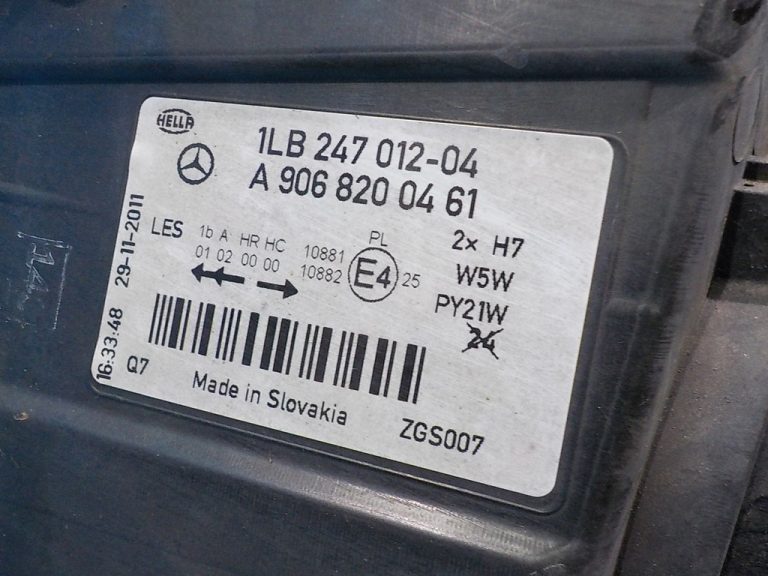 HELLA
1LB 247 012-04
A 906 820 04 61
LES
1b A HR HC
01 02 00 00
10881
10882
PL
E4
25
2x H7
W5W
PY21W
24
16:33:48 29-11-2011
Q7
Made in Slovakia
ZGS007